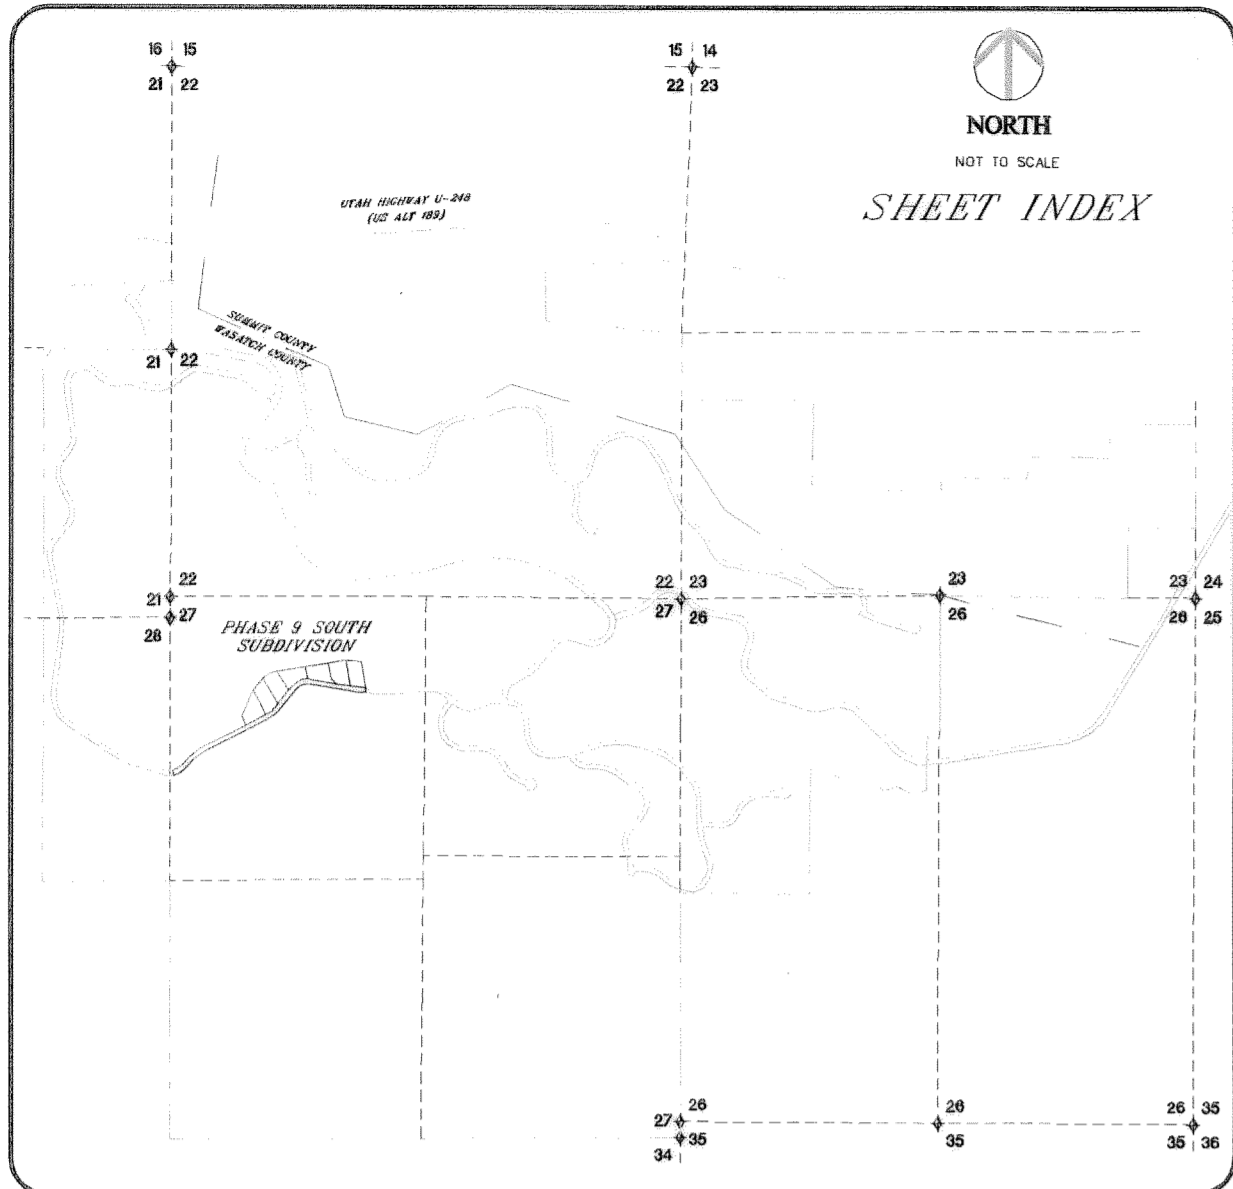 16 15
21 22
15 14
22 23
NORTH
NOT TO SCALE
SHEET INDEX
UTAH HIGHWAY U-248
(US ALT 189)
SUMMIT COUNTY
WASATCH COUNTY
21 22
22
21
27
28
22 23
27 26
23
26
23 24
26 25
PHASE 9 SOUTH
SUBDIVISION
26
27
35
34
26
35
26 35
35 36